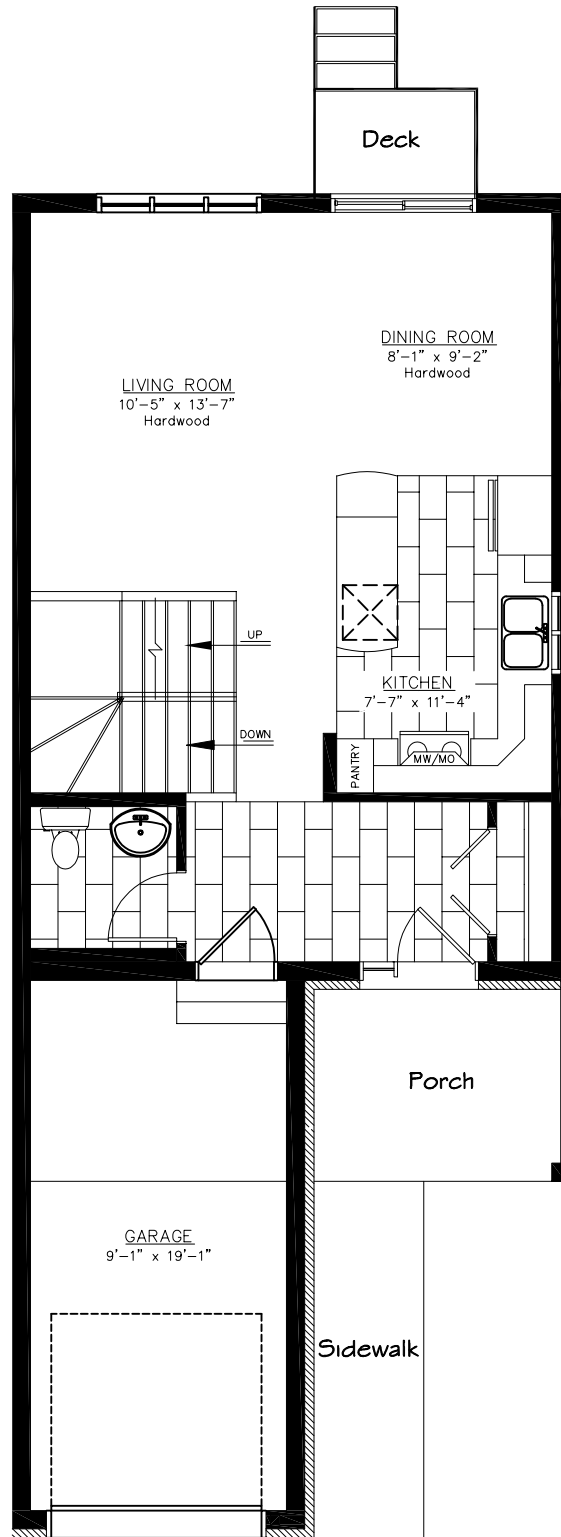 Deck
DINING ROOM
8'-1" x 9'-2"
Hardwood
LIVING ROOM
10'-5" x 13'-7"
Hardwood
UP
KITCHEN
7'-7" x 11'-4"
DOWN
PANTRY
MW/MO
Porch
GARAGE
9'-1" x 19'-1"
Sidewalk